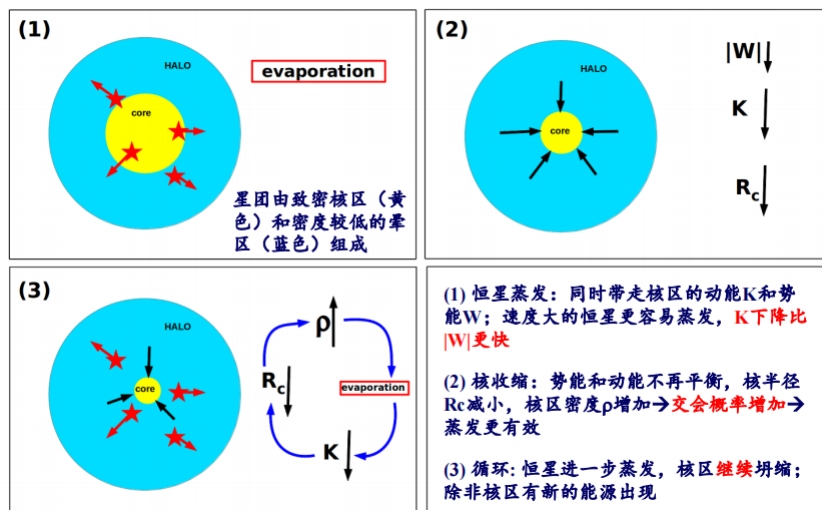 (1)
HALO
core
evaporation
星团由致密核区（黄
色）和密度较低的晕
区（蓝色）组成
(2)
HALO
core
|W|
K
Rc
(3)
HALO
core
ρ
Rc
evaporation
K
(1) 恒星蒸发：同时带走核区的动能K和势
能W；速度大的恒星更容易蒸发，K下降比
|W|更快
(2) 核收缩：势能和动能不再平衡，核半径
Rc减小，核区密度ρ增加→交会概率增加→
蒸发更有效
(3) 循环: 恒星进一步蒸发，核区继续坍缩；
除非核区有新的能源出现